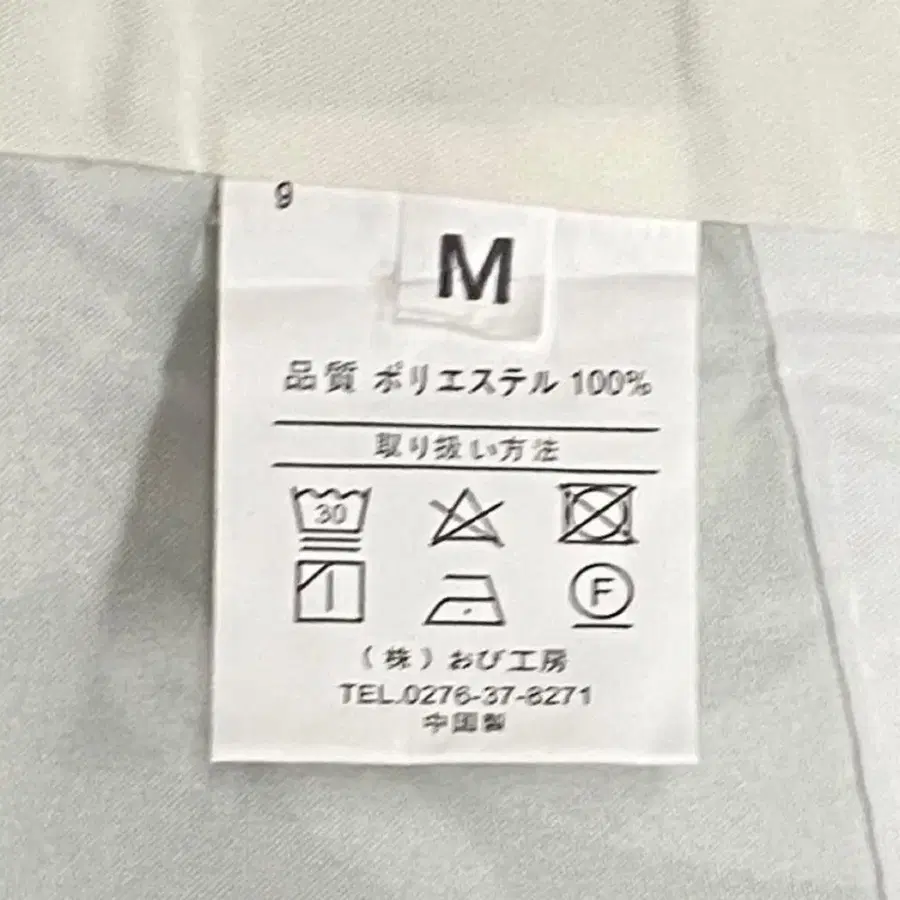 9
M
品質 ポリエステル 100%
取り扱い方法
30
F
(株)おび工房
TEL.0276-37-8271
中国製